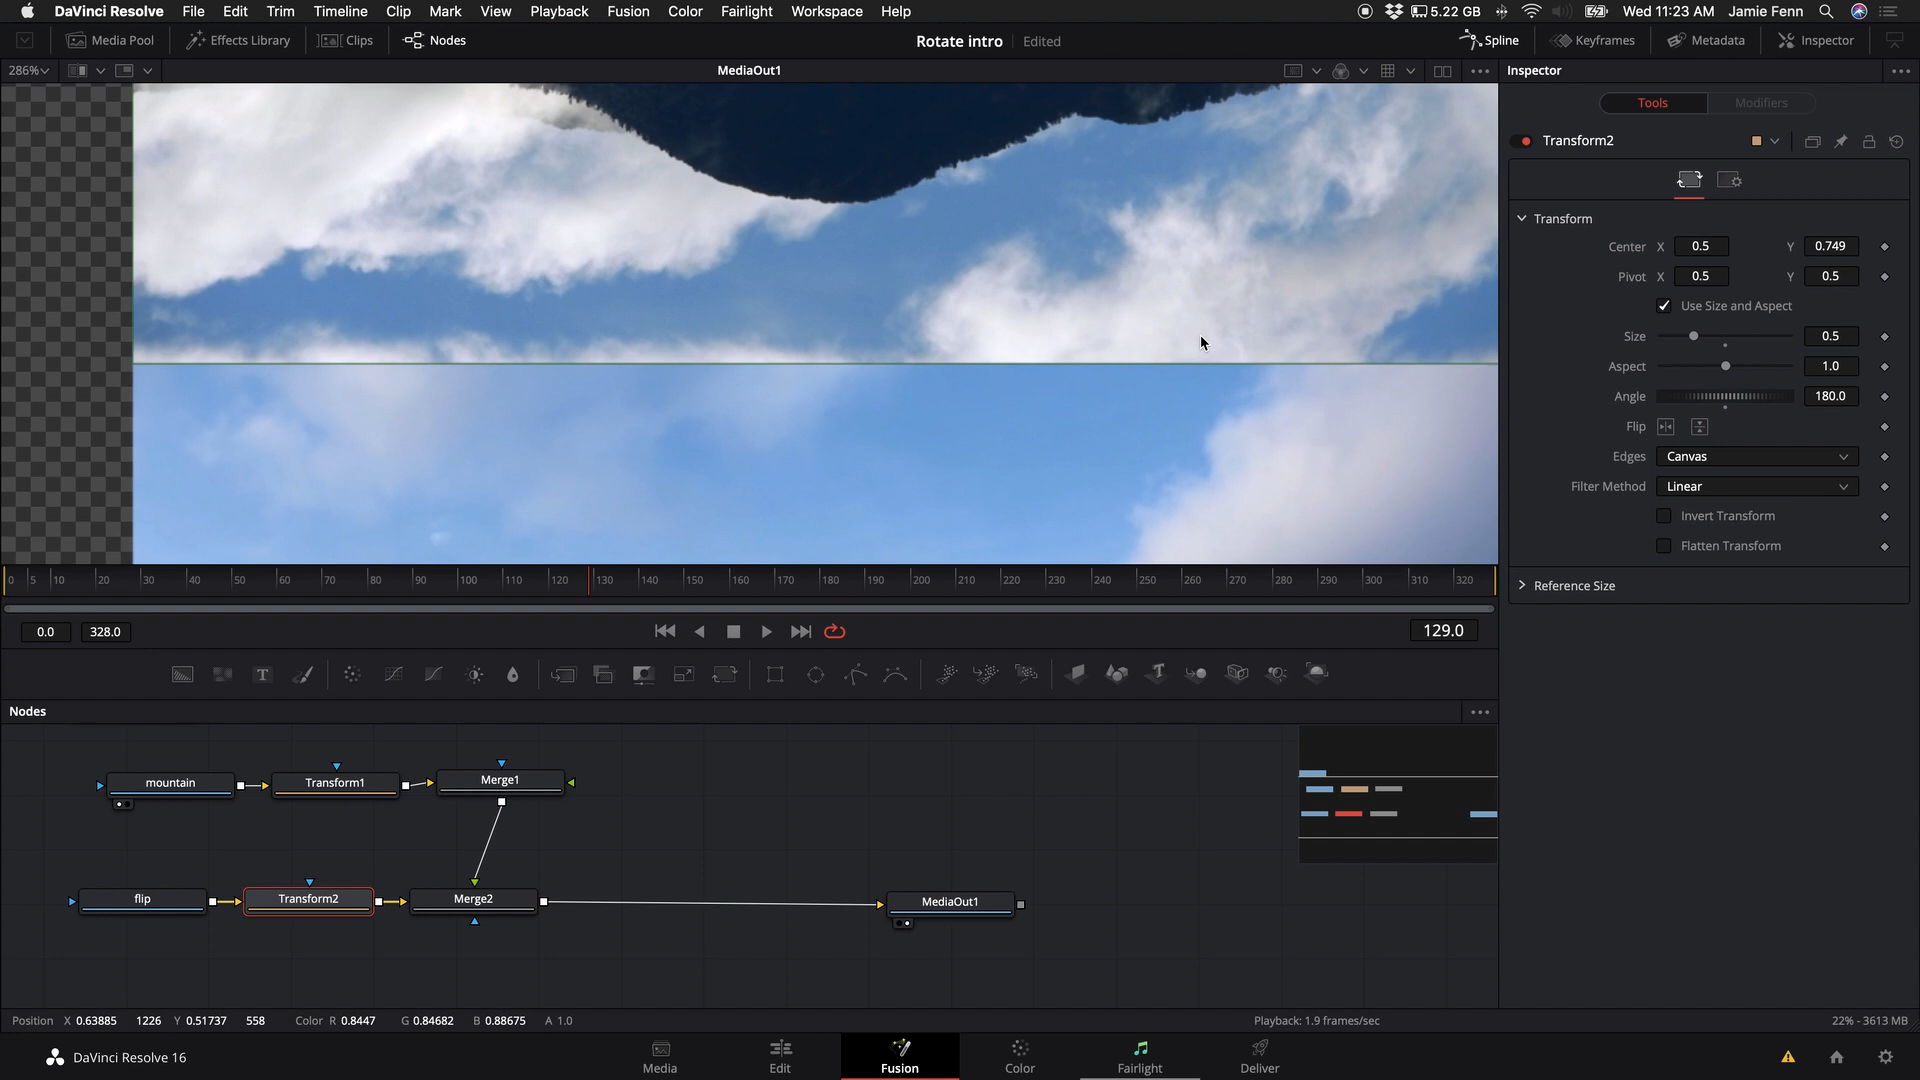 DaVinci Resolve File Edit Trim Timeline Clip Mark View Playback Fusion Color Fairlight Workspace Help 5.22 GB Wed 11:23 AM Jamie Fenn
Media Pool Effects Library Clips Nodes Rotate intro Edited Spline Keyframes Metadata Inspector
286% MediaOut1 Inspector
Tools Modifiers
Transform2
Transform
Center X 0.5 Y 0.749
Pivot X 0.5 Y 0.5
Use Size and Aspect
Size 0.5
Aspect 1.0
Angle 180.0
Flip
Edges Canvas
Filter Method Linear
Invert Transform
Flatten Transform
Reference Size
0 5 10 20 30 40 50 60 70 80 90 100 110 120 130 140 150 160 170 180 190 200 210 220 230 240 250 260 270 280 290 300 310 320
0.0 328.0 129.0
Nodes
mountain Transform1 Merge1
flip Transform2 Merge2 MediaOut1
Position X 0.63885 1226 Y 0.51737 558 Color R 0.8447 G 0.84682 B 0.88675 A 1.0 Playback: 1.9 frames/sec 22% - 3613 MB
DaVinci Resolve 16 Media Edit Fusion Color Fairlight Deliver